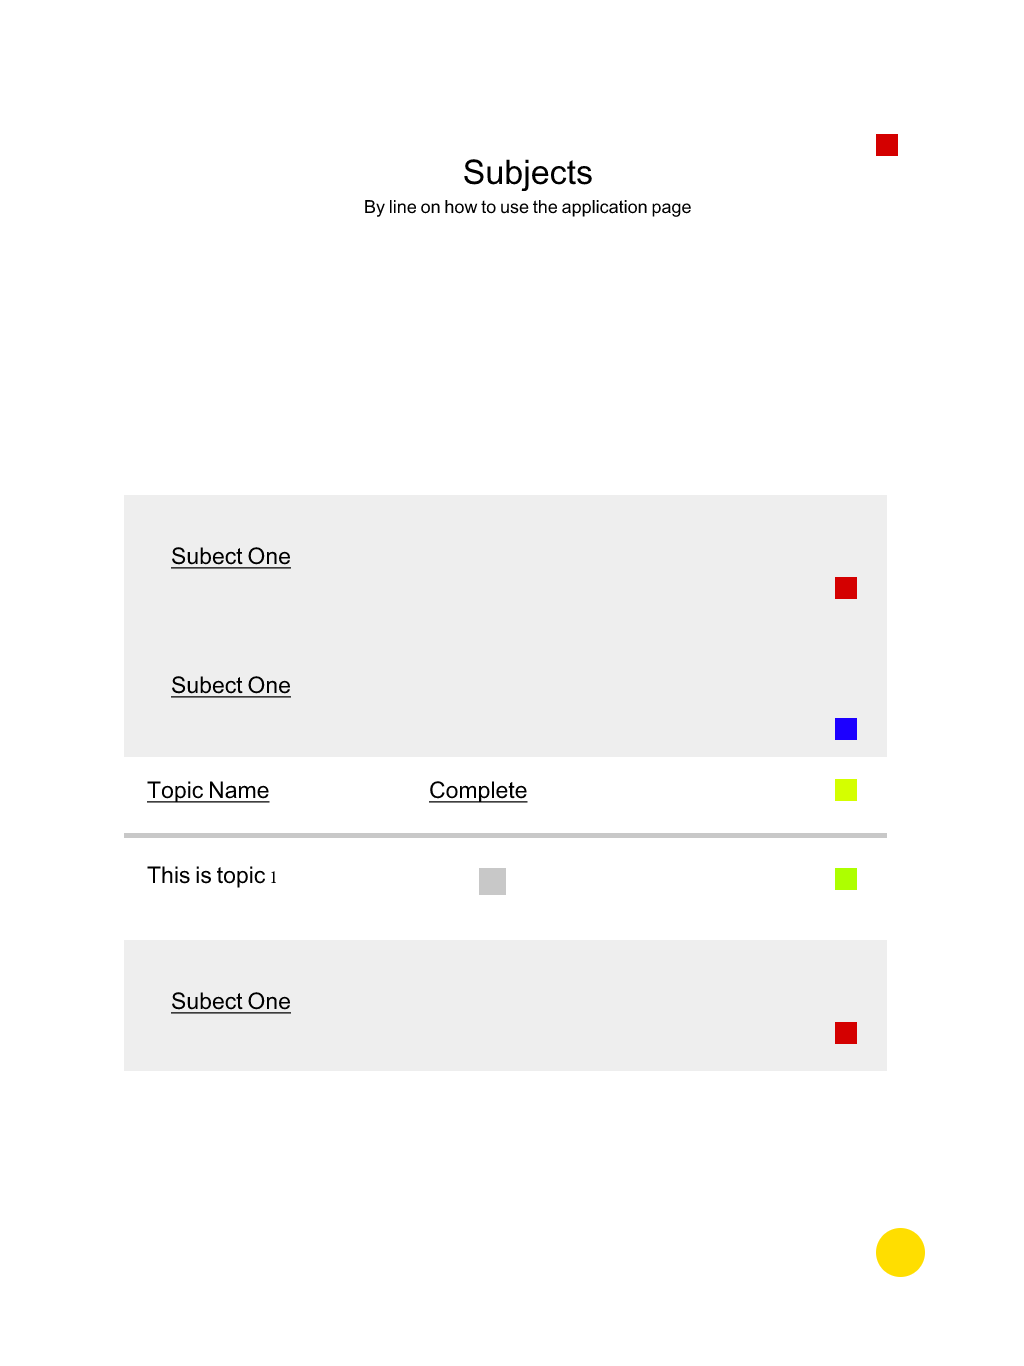 Subjects
By line on how to use the application page
Subect One
Subect One
Topic Name Complete
This is topic 1
Subect One